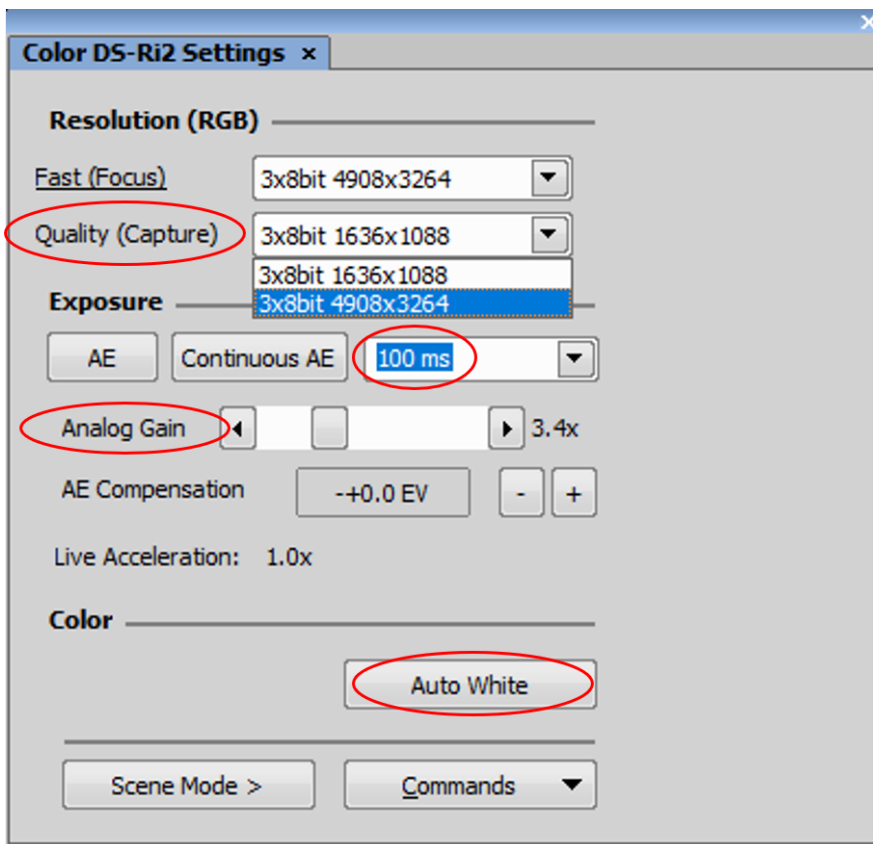 Color DS-Ri2 Settings ×
Resolution (RGB)
Fast (Focus) 3x8bit 4908x3264
Quality (Capture) 3x8bit 1636x1088
3x8bit 1636x1088
3x8bit 4908x3264
Exposure
AE Continuous AE 100 ms
Analog Gain 3.4x
AE Compensation -+0.0 EV - +
Live Acceleration: 1.0x
Color
Auto White
Scene Mode > Commands